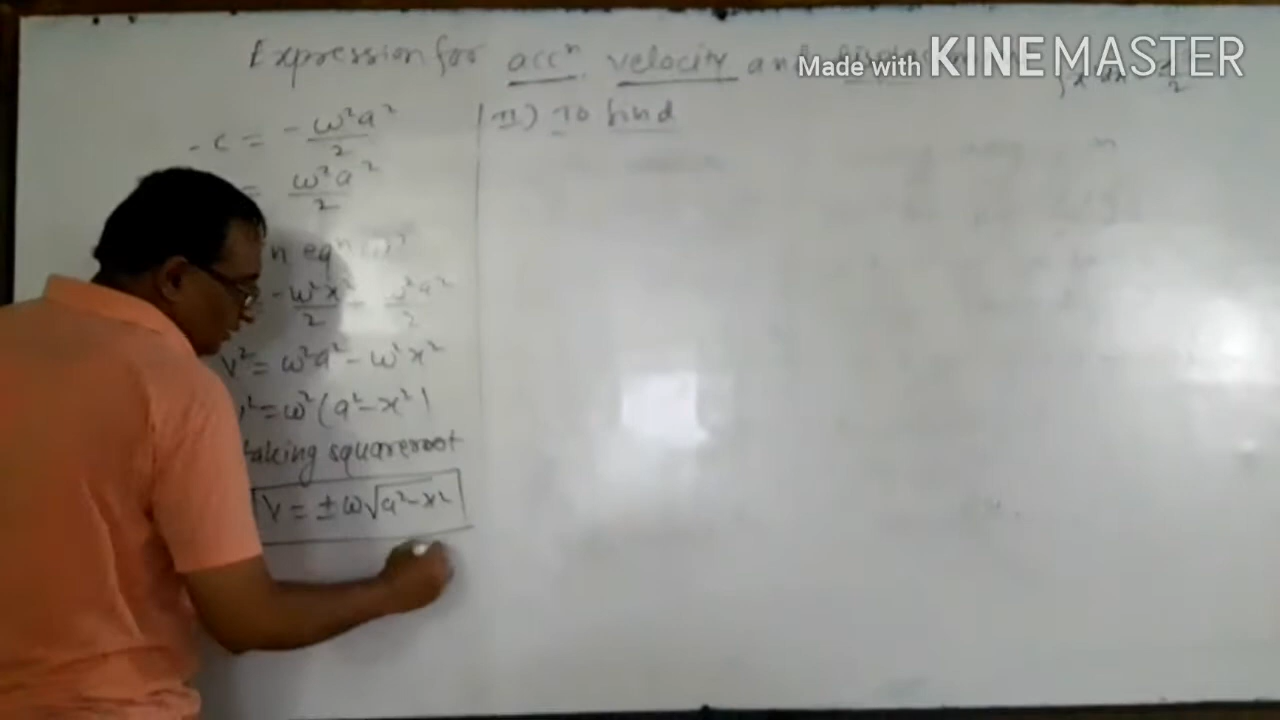 Expression for accⁿ, velocity and
Made with KINEMASTER
- c = - ω²a² / 2
= ω²a² / 2
eqⁿ
- ω²x² / 2 ω²a² / 2
V² = ω²a² - ω²x²
² = ω²(a² - x²)
taking squareroot
V = ± ω√a² - x²
II) To find